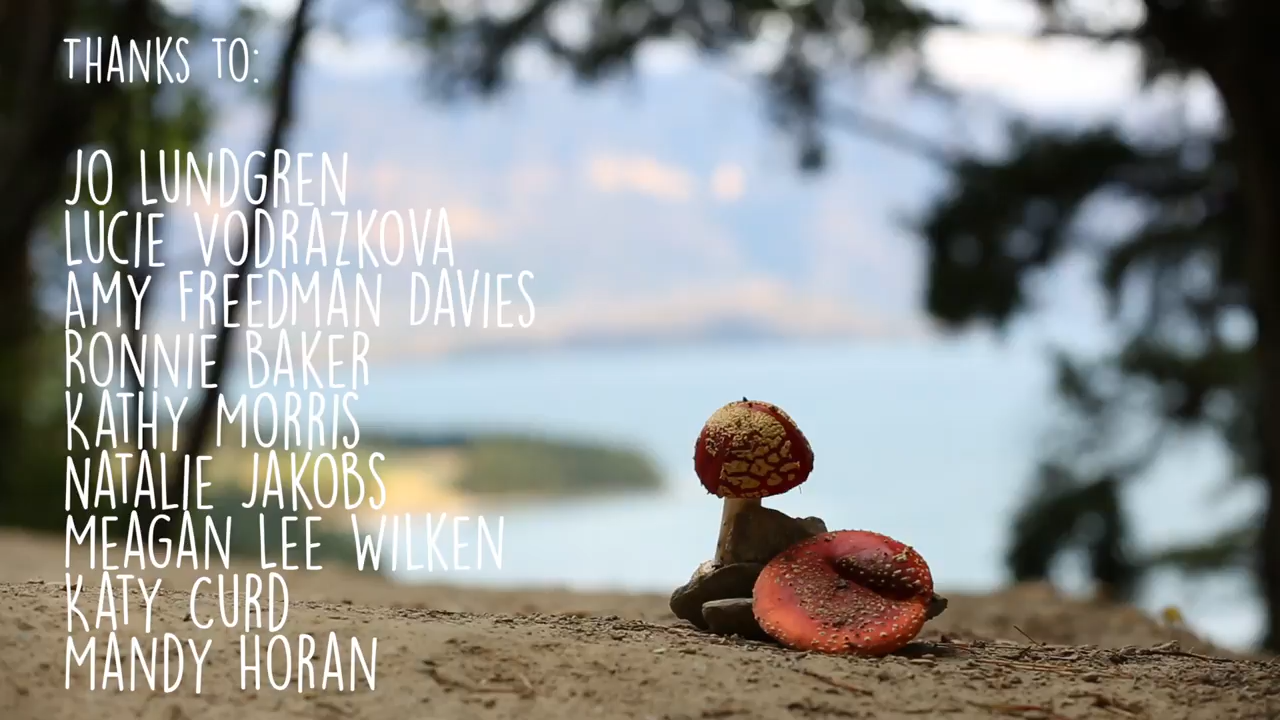 THANKS TO:
JO LUNDGREN
LUCIE VODRAZKOVA
AMY FREEDMAN DAVIES
RONNIE BAKER
KATHY MORRIS
NATALIE JAKOBS
MEAGAN LEE WILKEN
KATY CURD
MANDY HORAN